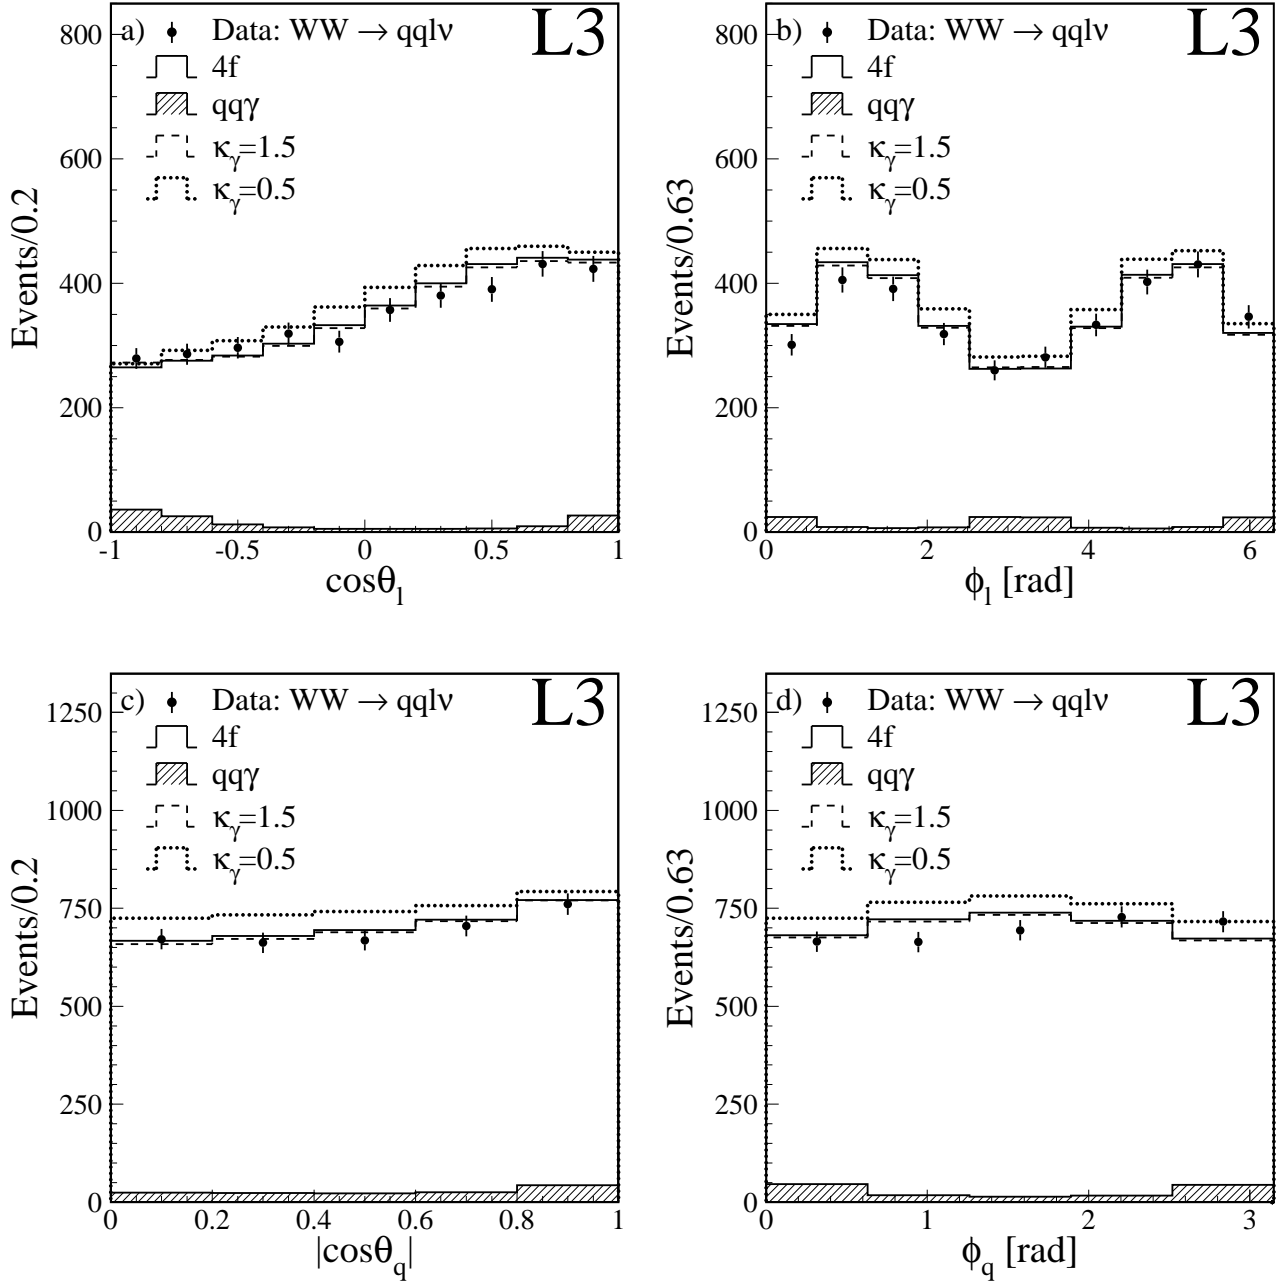 a) Data: WW → qqlν L3
4f
qqγ
κγ=1.5
κγ=0.5
Events/0.2
800
600
400
200
0
-1 -0.5 0 0.5 1
cosθl
b) Data: WW → qqlν L3
4f
qqγ
κγ=1.5
κγ=0.5
Events/0.63
800
600
400
200
0
0 2 4 6
ϕl [rad]
c) Data: WW → qqlν L3
4f
qqγ
κγ=1.5
κγ=0.5
Events/0.2
1250
1000
750
500
250
0
0 0.2 0.4 0.6 0.8 1
|cosθq|
d) Data: WW → qqlν L3
4f
qqγ
κγ=1.5
κγ=0.5
Events/0.63
1250
1000
750
500
250
0
0 1 2 3
ϕq [rad]